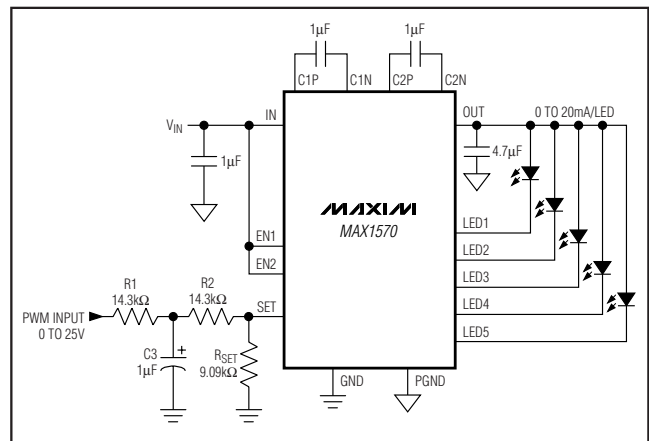 1µF
1µF
C1P C1N C2P C2N
V_IN IN OUT 0 TO 20mA/LED
1µF 4.7µF
MAXIM
MAX1570
LED1
EN1
LED2
EN2
LED3
R1 R2
14.3kΩ 14.3kΩ SET
LED4
PWM INPUT
0 TO 25V
LED5
C3
1µF
+
R_SET
9.09kΩ
GND PGND